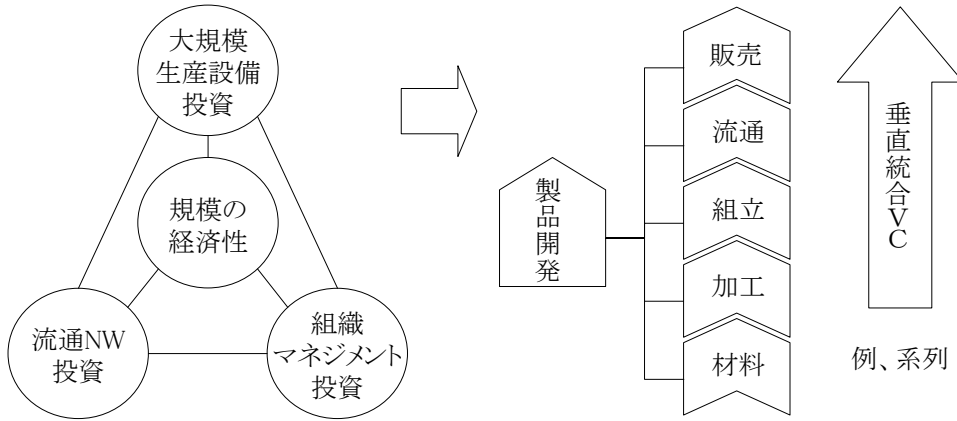 大規模
生産設備
投資
規模の
経済性
流通NW
投資
組織
マネジメント
投資
製品開発
販売
流通
組立
加工
材料
垂直統合VC
例、系列